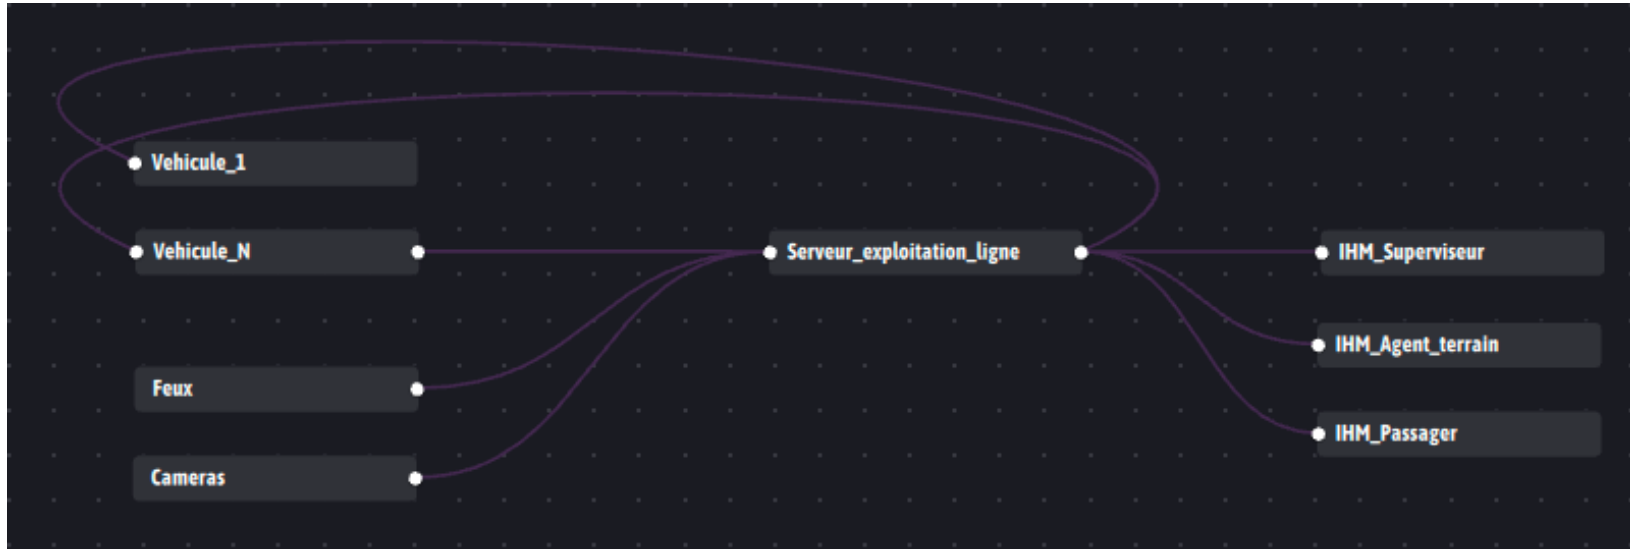 Vehicule_1
Vehicule_N
Serveur_exploitation_ligne
IHM_Superviseur
IHM_Agent_terrain
Feux
IHM_Passager
Cameras